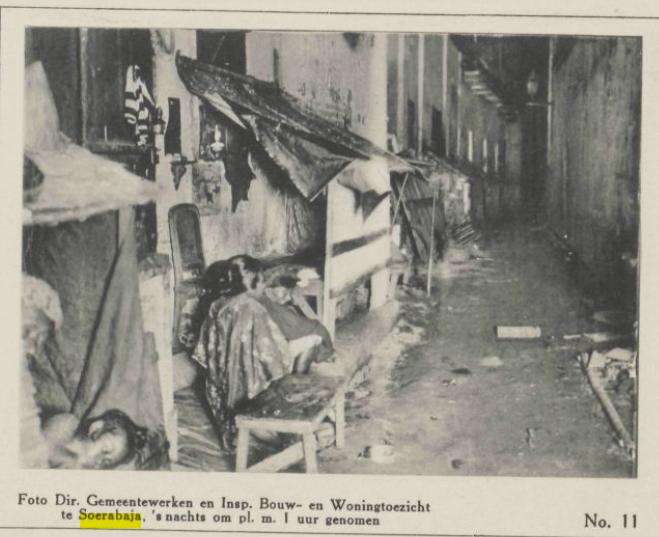 Foto Dir. Gemeentewerken en Insp. Bouw- en Woningtoezicht
te Soerabaja, 's nachts om pl. m. 1 uur genomen
No. 11